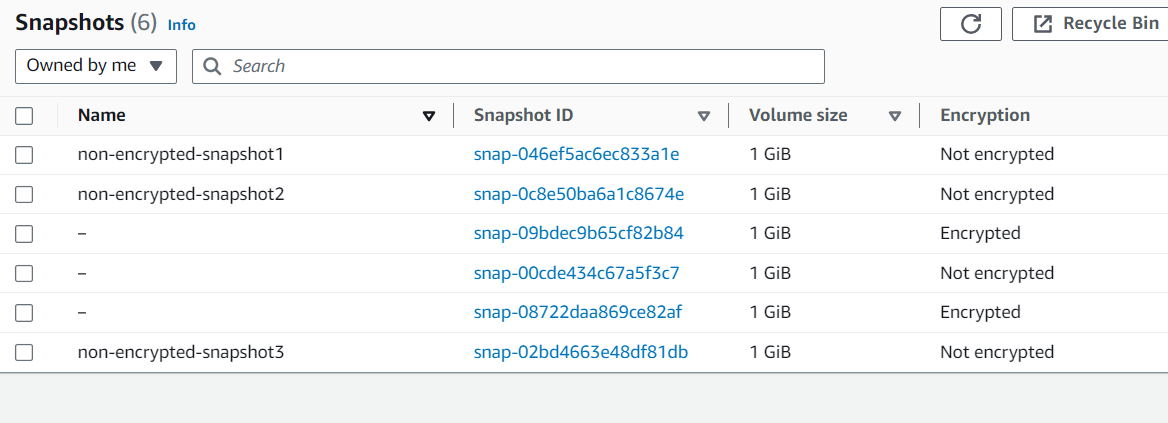 Snapshots (6) Info
Recycle Bin
Owned by me
Search
Name Snapshot ID Volume size Encryption
non-encrypted-snapshot1 snap-046ef5ac6ec833a1e 1 GiB Not encrypted
non-encrypted-snapshot2 snap-0c8e50ba6a1c8674e 1 GiB Not encrypted
– snap-09bdec9b65cf82b84 1 GiB Encrypted
– snap-00cde434c67a5f3c7 1 GiB Not encrypted
– snap-08722daa869ce82af 1 GiB Encrypted
non-encrypted-snapshot3 snap-02bd4663e48df81db 1 GiB Not encrypted